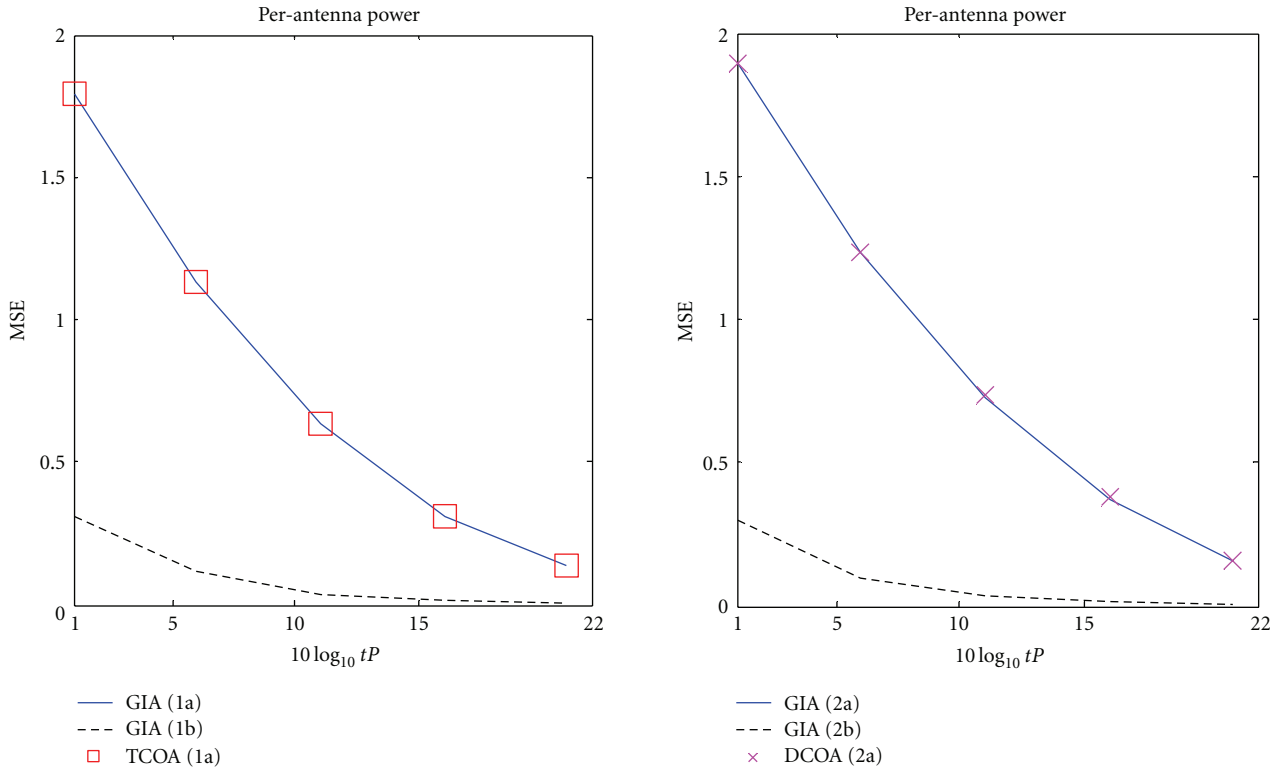 Per-antenna power
2
1.5
1
0.5
0
MSE
1
5
10
15
22
10 log₁₀ tP
GIA (1a)
GIA (1b)
TCOA (1a)
Per-antenna power
2
1.5
1
0.5
0
MSE
1
5
10
15
22
10 log₁₀ tP
GIA (2a)
GIA (2b)
DCOA (2a)